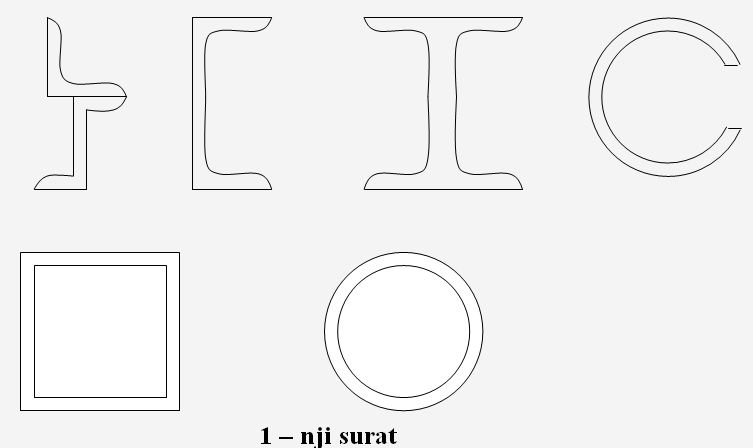 1 – nji surat